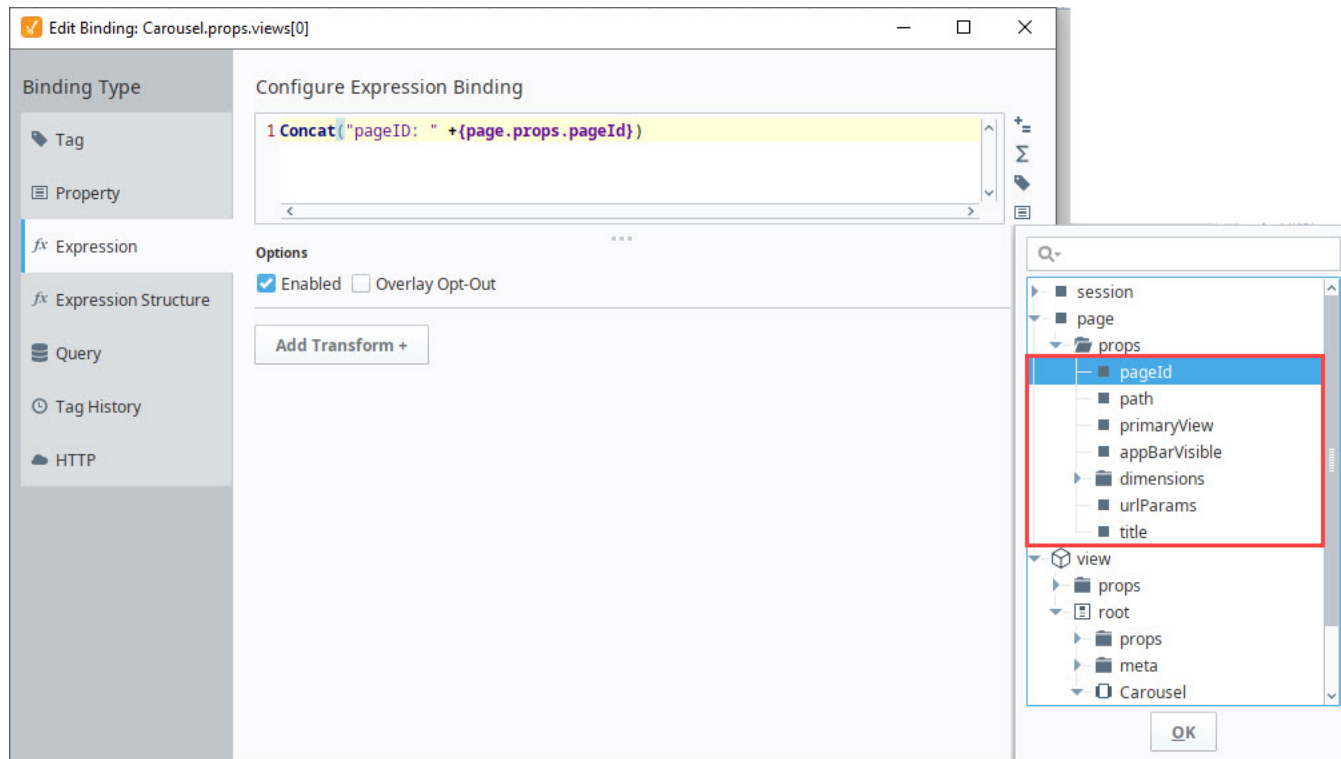 Edit Binding: Carousel.props.views[0]
Binding Type
Tag
Property
fx Expression
fx Expression Structure
Query
Tag History
HTTP
Configure Expression Binding
1 Concat("pageID: " +{page.props.pageId})
Options
Enabled Overlay Opt-Out
Add Transform +
session
page
props
pageId
path
primaryView
appBarVisible
dimensions
urlParams
title
view
props
root
props
meta
Carousel
OK